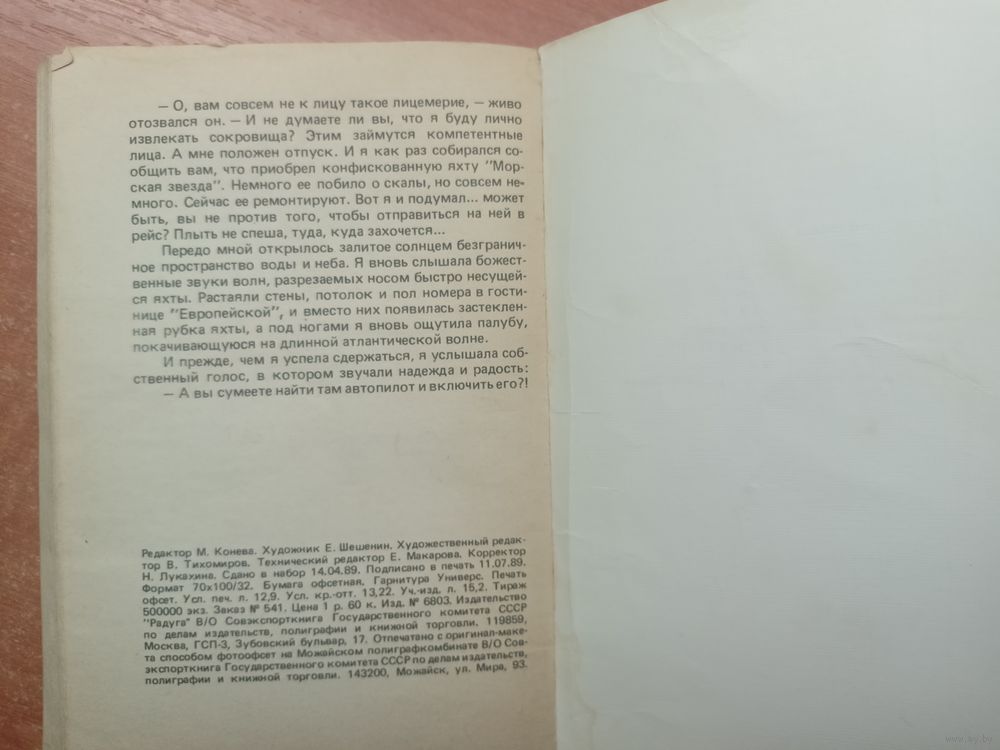 — О, вам совсем не к лицу такое лицемерие, — живо
отозвался он. — И не думаете ли вы, что я буду лично
извлекать сокровища? Этим займутся компетентные
лица. А мне положен отпуск. И я как раз собирался со-
общить вам, что приобрел конфискованную яхту "Мор-
ская звезда". Немного ее побило о скалы, но совсем не-
много. Сейчас ее ремонтируют. Вот я и подумал... может
быть, вы не против того, чтобы отправиться на ней в
рейс? Плыть не спеша, туда, куда захочется...
Передо мной открылось залитое солнцем безгранич-
ное пространство воды и неба. Я вновь слышала божест-
венные звуки волн, разрезаемых носом быстро несущей-
ся яхты. Растаяли стены, потолок и пол номера в гости-
нице "Европейской", и вместо них появилась застеклен-
ная рубка яхты, а под ногами я вновь ощутила палубу,
покачивающуюся на длинной атлантической волне.
И прежде, чем я успела сдержаться, я услышала соб-
ственный голос, в котором звучали надежда и радость:
— А вы сумеете найти там автопилот и включить его?!
Редактор М. Конева. Художник Е. Шешенин. Художественный редак-
тор В. Тихомиров. Технический редактор Е. Макарова. Корректор
Н. Лукахина. Сдано в набор 14.04.89. Подписано в печать 11.07.89.
Формат 70x100/32. Бумага офсетная. Гарнитура Универс. Печать
офсет. Усл. печ. л. 12,9. Усл. кр.-отт. 13,22. Уч.-изд. л. 15,2. Тираж
500000 экз. Заказ № 541. Цена 1 р. 60 к. Изд. № 6803. Издательство
"Радуга" В/О Совэкспорткнига Государственного комитета СССР
по делам издательств, полиграфии и книжной торговли. 119859,
Москва, ГСП-3, Зубовский бульвар, 17. Отпечатано с оригинал-маке-
та способом фотоофсет на Можайском полиграфкомбинате В/О Сов-
экспорткнига Государственного комитета СССР по делам издательств,
полиграфии и книжной торговли. 143200, Можайск, ул. Мира, 93.
www.ay.by